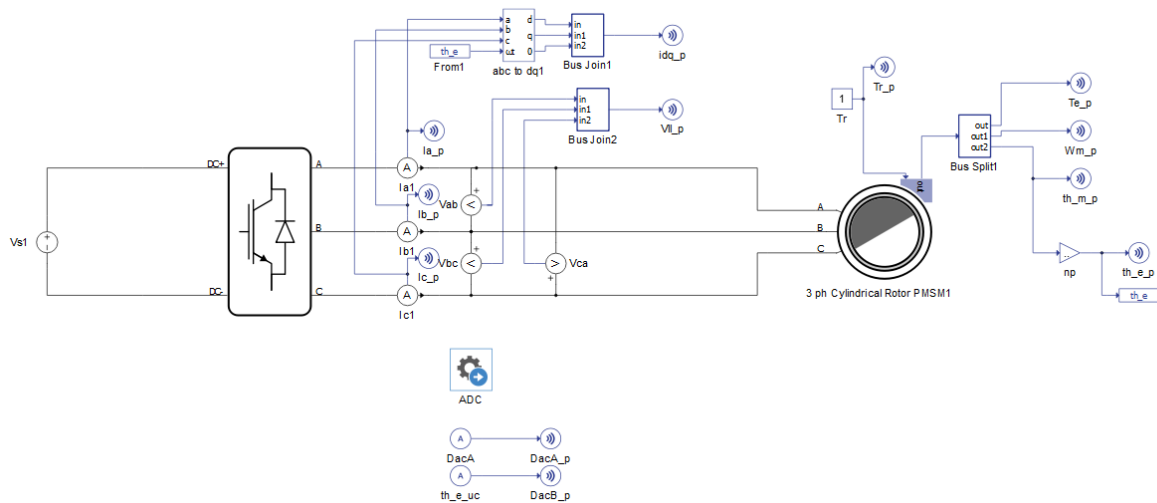 a
b
c
wt
d
q
0
abc to dq1
th_e
From1
in
in1
in2
Bus Join1
idq_p
in
in1
in2
Bus Join2
Vll_p
Ia_p
Tr_p
1
Tr
Te_p
out
out1
out2
Bus Split1
Wm_p
th_m_p
DC+
A
A
Ia1
Ib_p
Vab
out
A
B
C
Vs1
B
A
Ib1
Ic_p
Vbc
Vca
np
th_e_p
th_e
DC-
C
A
Ic1
3 ph Cylindrical Rotor PMSM1
ADC
A
DacA
DacA_p
A
th_e_uc
DacB_p